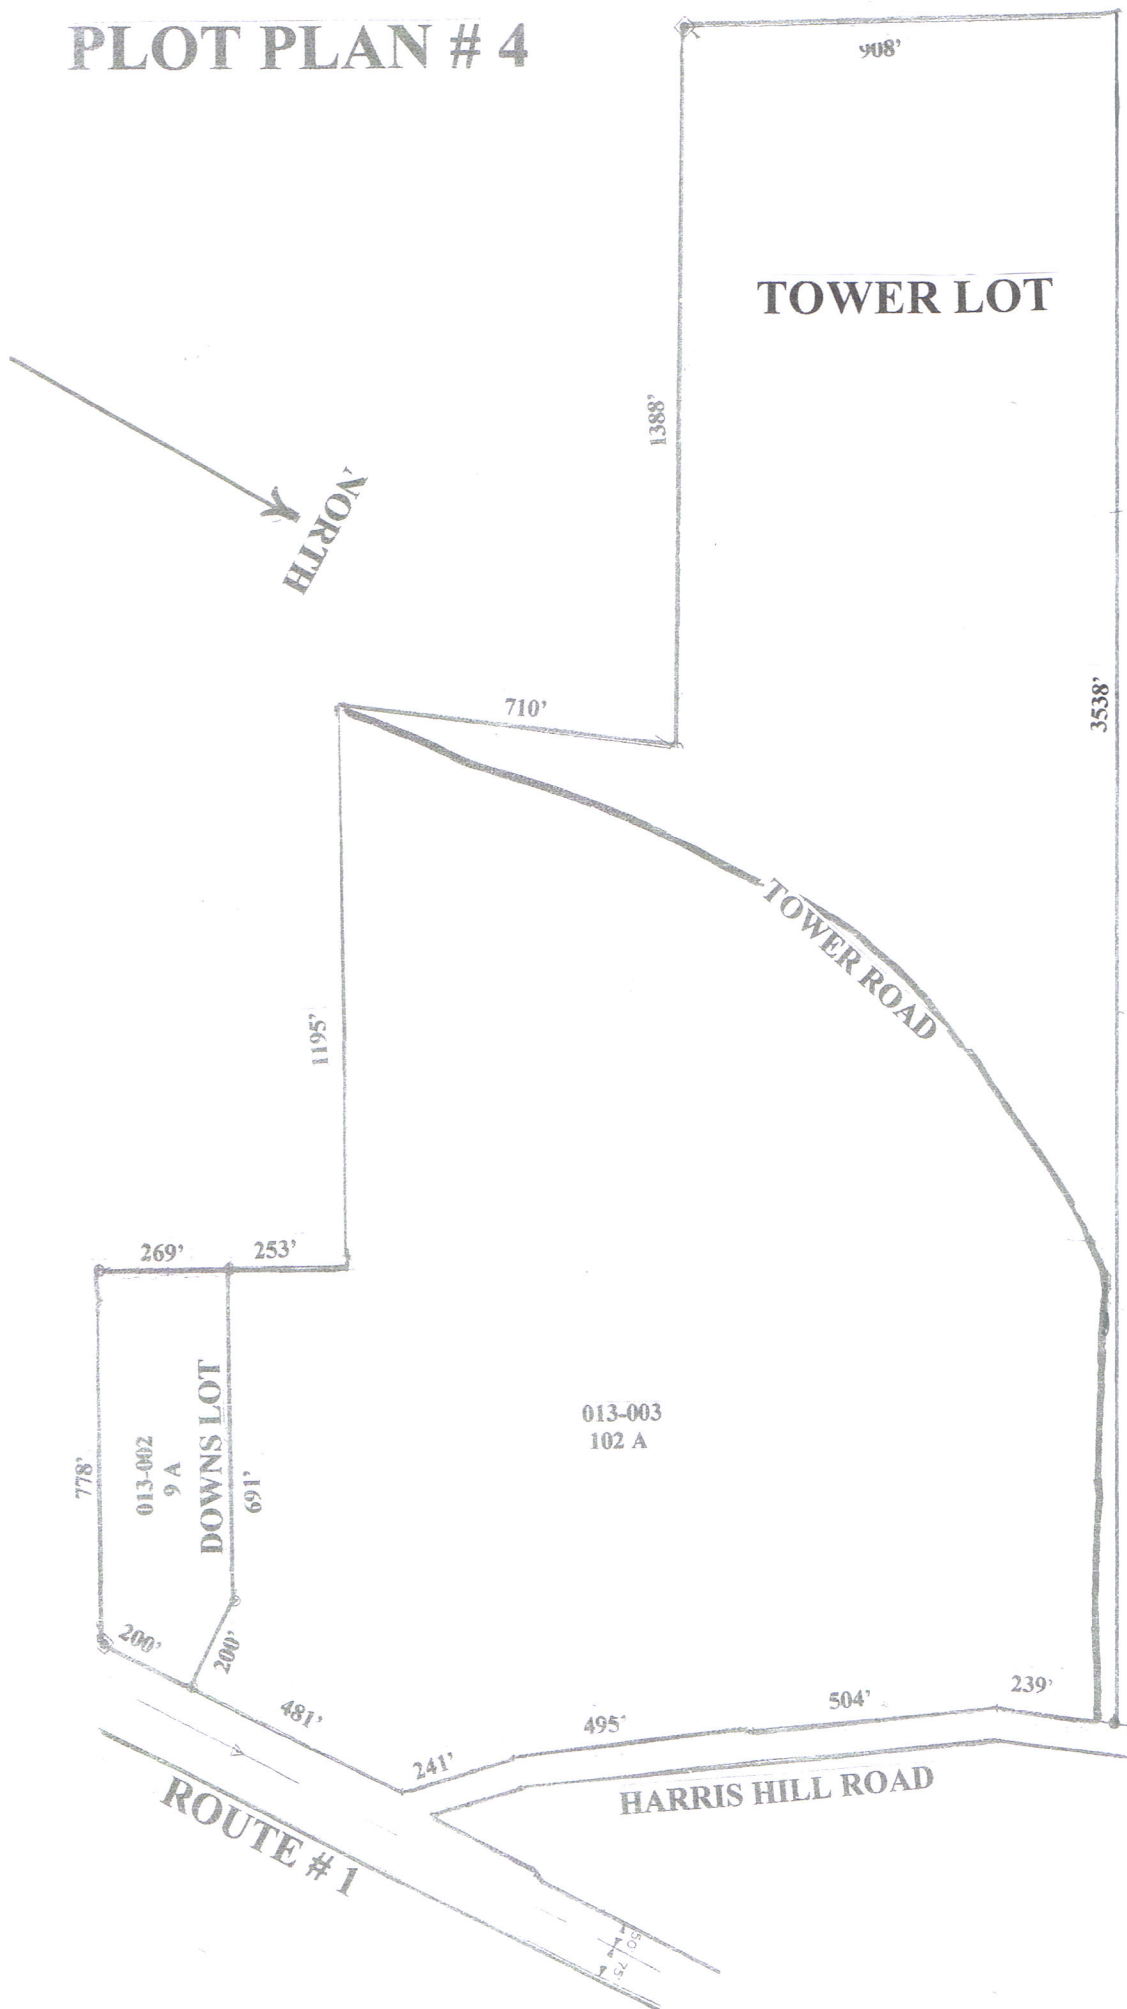 PLOT PLAN # 4
908'
TOWER LOT
1388'
NORTH
710'
3538'
TOWER ROAD
1195'
269'
253'
013-003
102 A
778'
013-002
9 A
DOWNS LOT
691'
200'
200'
481'
241'
495'
504'
239'
HARRIS HILL ROAD
ROUTE # 1
50'
75'